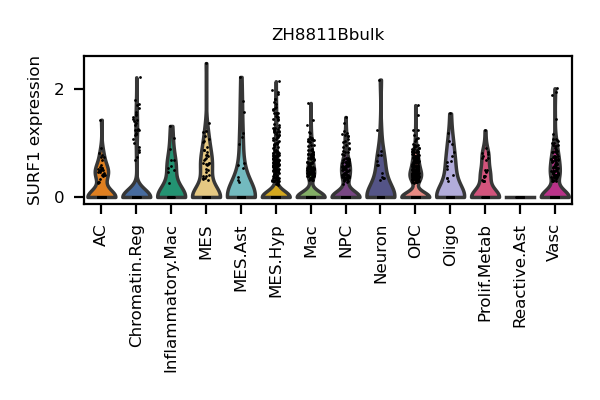 ZH8811Bbulk
SURF1 expression
2
0
AC
Chromatin.Reg
Inflammatory.Mac
MES
MES.Ast
MES.Hyp
Mac
NPC
Neuron
OPC
Oligo
Prolif.Metab
Reactive.Ast
Vasc